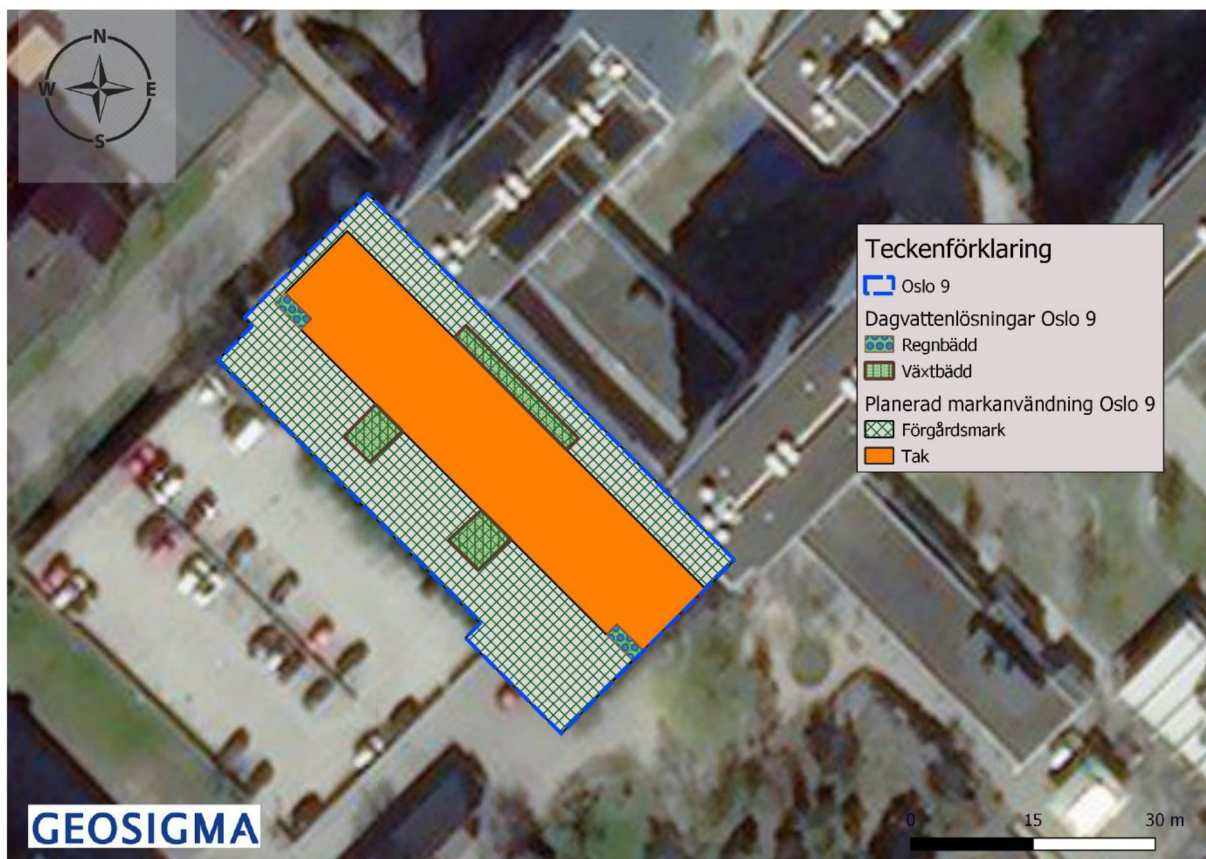 N
W E
S
Teckenförklaring
Oslo 9
Dagvattenlösningar Oslo 9
Regnbädd
Växtbädd
Planerad markanvändning Oslo 9
Förgårdsmark
Tak
GEOSIGMA
0 15 30 m